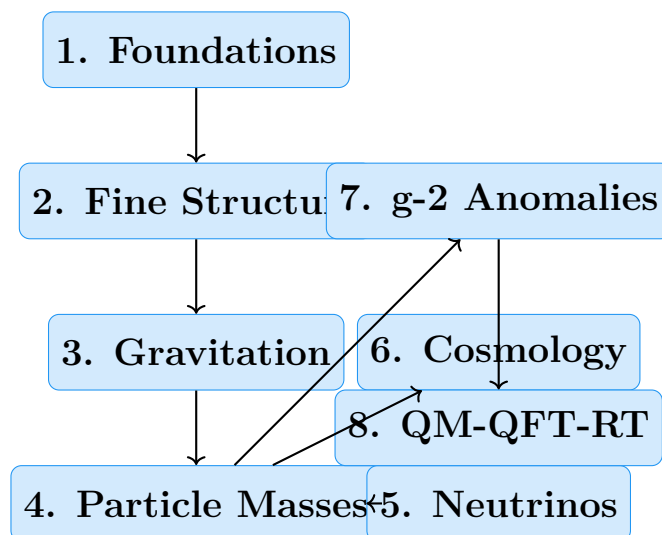 1. Foundations
2. Fine Structu
7. g-2 Anomalies
3. Gravitation
6. Cosmology
8. QM-QFT-RT
4. Particle Masses
5. Neutrinos